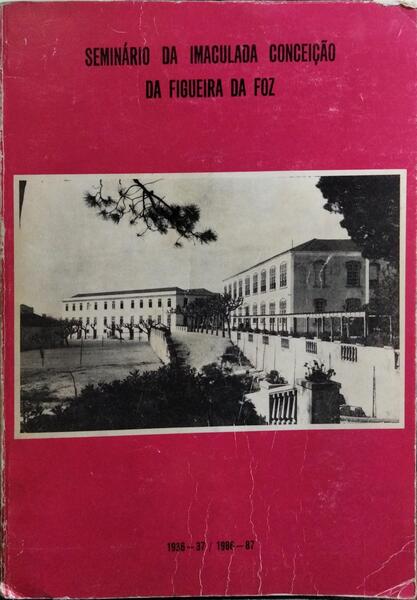 SEMINÁRIO DA IMACULADA CONCEIÇÃO
DA FIGUEIRA DA FOZ
1936-37 / 1986-87